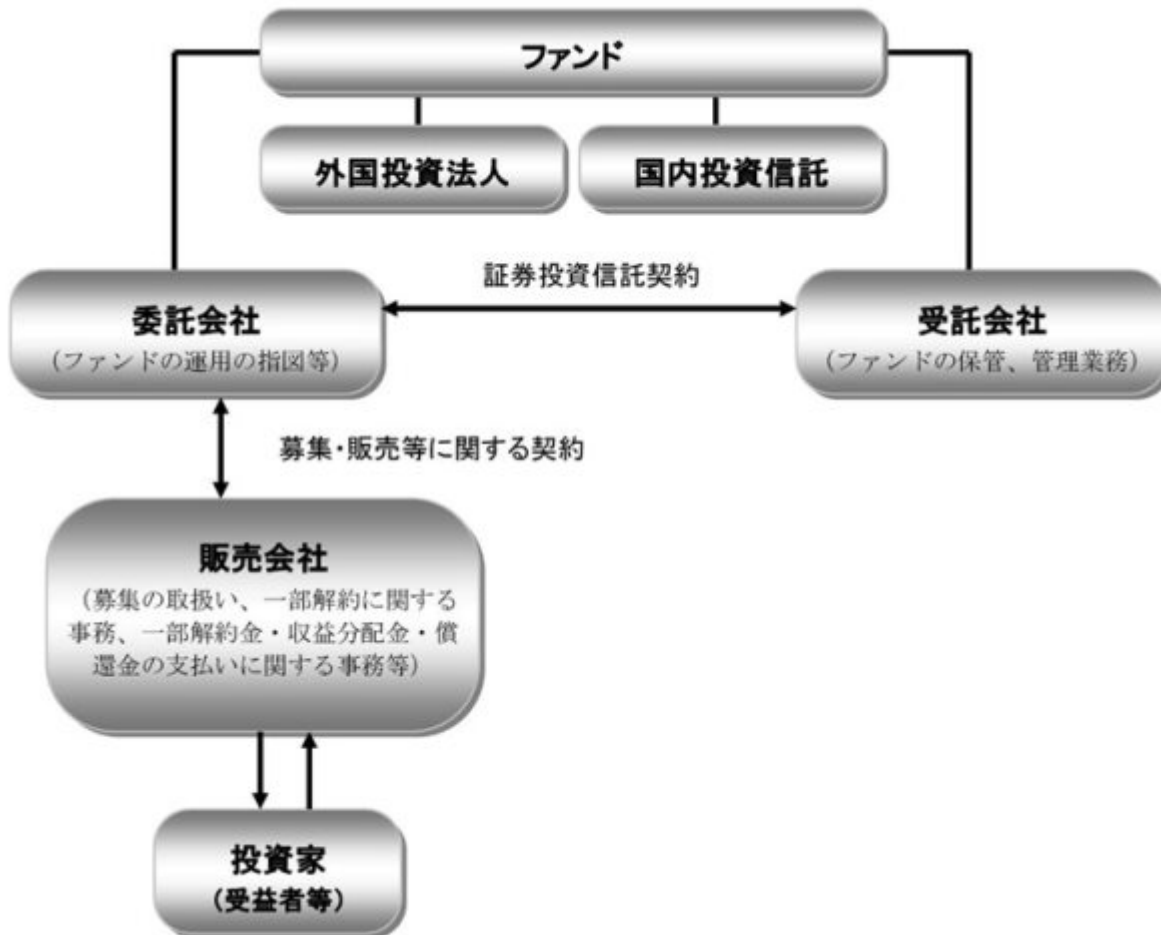 ファンド
外国投資法人
国内投資信託
証券投資信託契約
委託会社
（ファンドの運用の指図等）
受託会社
（ファンドの保管、管理業務）
募集・販売等に関する契約
販売会社
（募集の取扱い、一部解約に関する
事務、一部解約金・収益分配金・償
還金の支払いに関する事務等）
投資家
（受益者等）